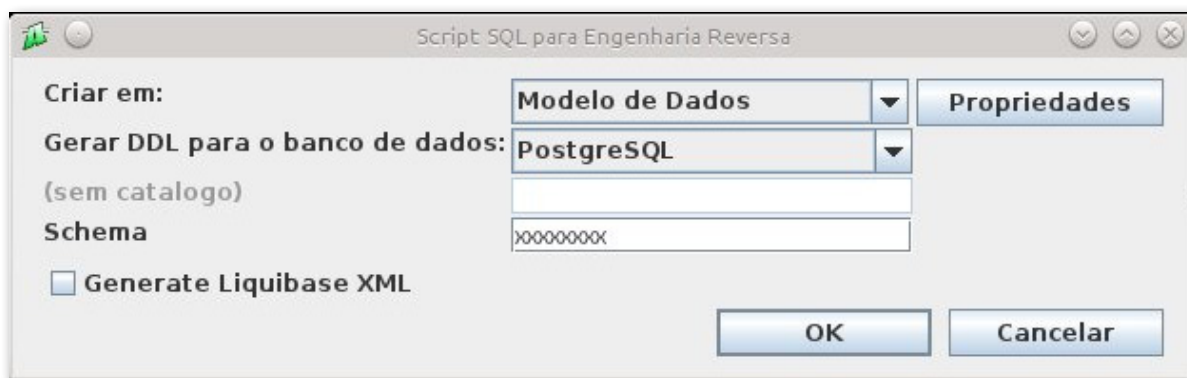 Script SQL para Engenharia Reversa
Criar em: Modelo de Dados Propriedades
Gerar DDL para o banco de dados: PostgreSQL
(sem catalogo)
Schema xxxxxxxxx
Generate Liquibase XML
OK Cancelar